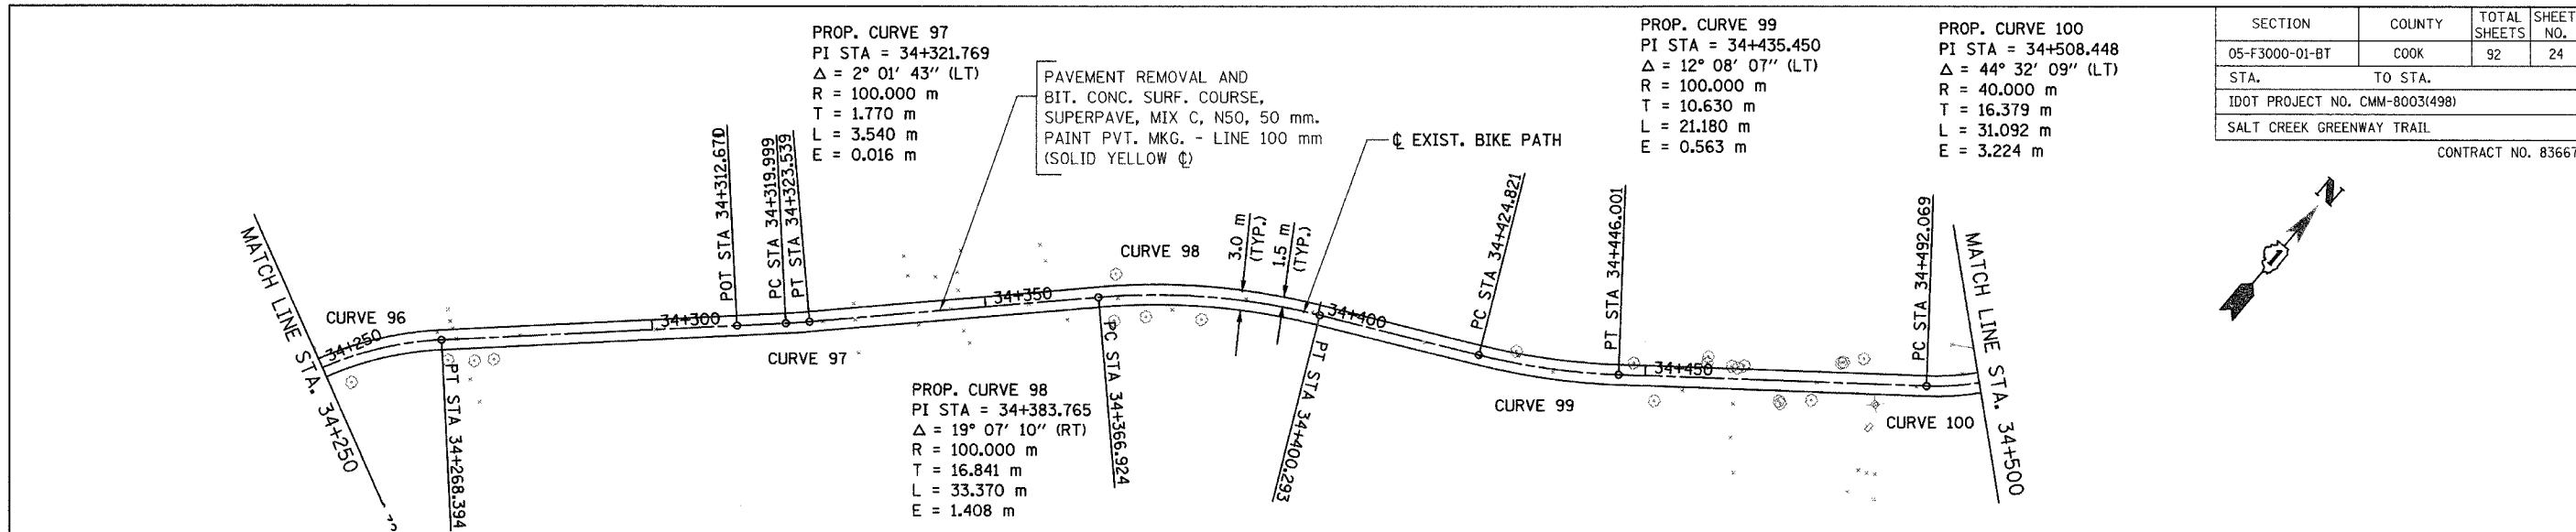 PROP. CURVE 97
PI STA = 34+321.769
Δ = 2° 01' 43" (LT)
R = 100.000 m
T = 1.770 m
L = 3.540 m
E = 0.016 m
PAVEMENT REMOVAL AND
BIT. CONC. SURF. COURSE,
SUPERPAVE, MIX C, N50, 50 mm.
PAINT PVT. MKG. - LINE 100 mm
(SOLID YELLOW ℄)
℄ EXIST. BIKE PATH
PROP. CURVE 99
PI STA = 34+435.450
Δ = 12° 08' 07" (LT)
R = 100.000 m
T = 10.630 m
L = 21.180 m
E = 0.563 m
PROP. CURVE 100
PI STA = 34+508.448
Δ = 44° 32' 09" (LT)
R = 40.000 m
T = 16.379 m
L = 31.092 m
E = 3.224 m
SECTION COUNTY TOTAL SHEETS SHEET NO.
05-F3000-01-BT COOK 92 24
STA. TO STA.
IDOT PROJECT NO. CMM-8003(498)
SALT CREEK GREENWAY TRAIL
CONTRACT NO. 83667
N
1
MATCH LINE STA. 34+250
CURVE 96
34+250
PT STA 34+268.394
34+300
POT STA 34+312.670
PC STA 34+319.999
PT STA 34+323.539
CURVE 97
34+350
PC STA 34+366.924
CURVE 98
3.0 m
(TYP.)
1.5 m
(TYP.)
34+400
PT STA 34+400.293
PC STA 34+424.821
CURVE 99
PT STA 34+446.001
34+450
PC STA 34+492.069
CURVE 100
MATCH LINE STA. 34+500
PROP. CURVE 98
PI STA = 34+383.765
Δ = 19° 07' 10" (RT)
R = 100.000 m
T = 16.841 m
L = 33.370 m
E = 1.408 m